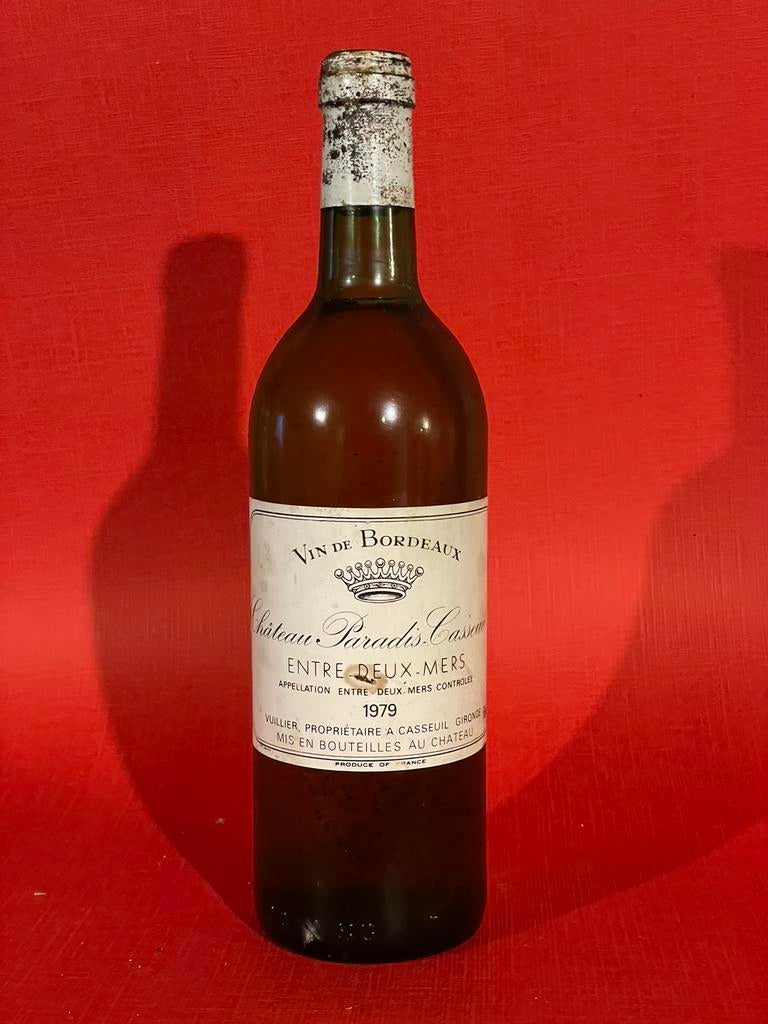 VIN DE BORDEAUX
Château Paradis-Casseuil
ENTRE-DEUX-MERS
APPELLATION ENTRE-DEUX-MERS CONTROLÉE
1979
VUILLIER, PROPRIÉTAIRE A CASSEUIL GIRONDE
MIS EN BOUTEILLES AU CHATEAU
PRODUCE OF FRANCE